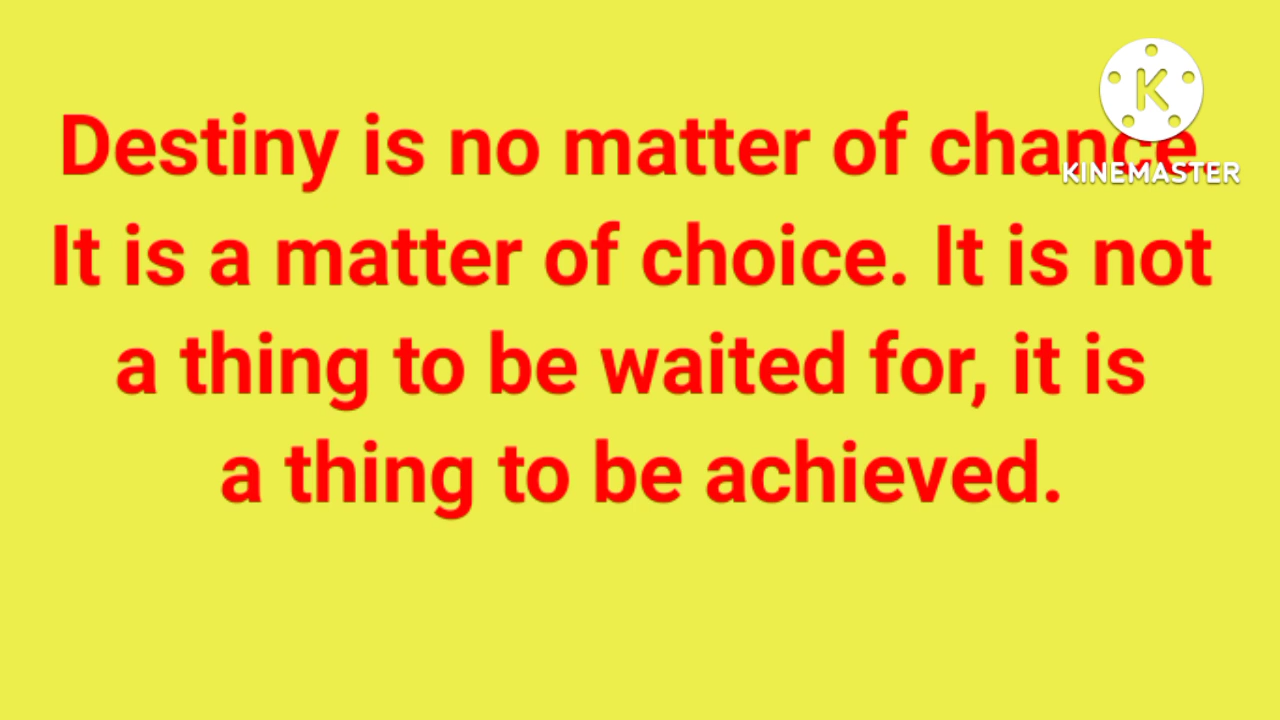 Destiny is no matter of chance
It is a matter of choice. It is not
a thing to be waited for, it is
a thing to be achieved.
K
KINEMASTER